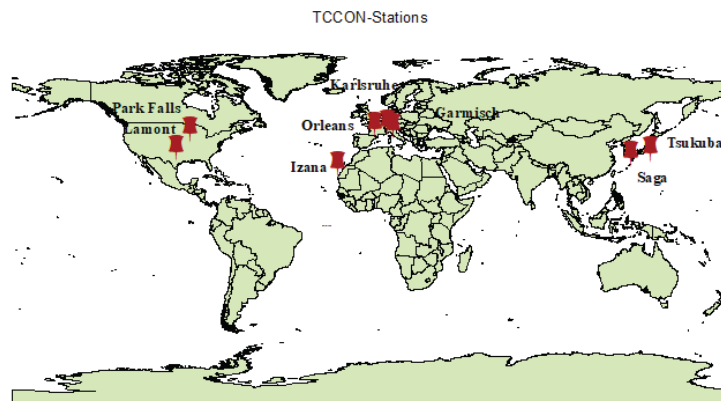 TCCON-Stations
Karlsruhe
Park Falls
Garmisch
Lamont
Orleans
Tsukuba
Izana
Saga